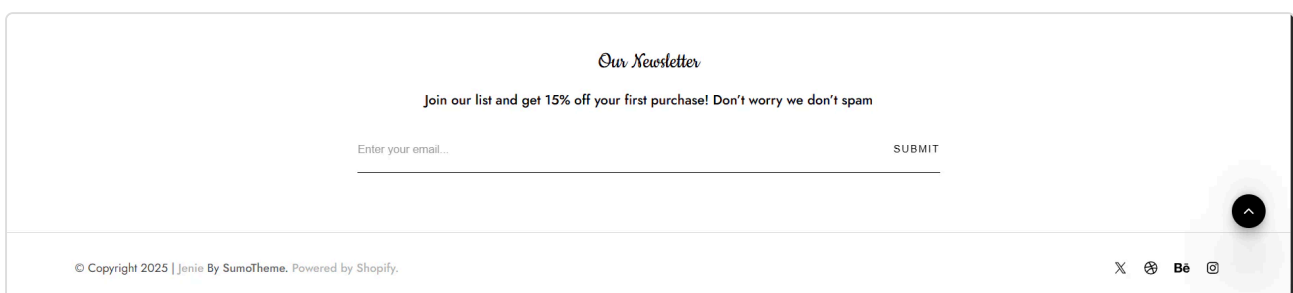 Our Newsletter
Join our list and get 15% off your first purchase! Don't worry we don't spam
Enter your email... SUBMIT
© Copyright 2025 | Jenie By SumoTheme. Powered by Shopify.
Bē